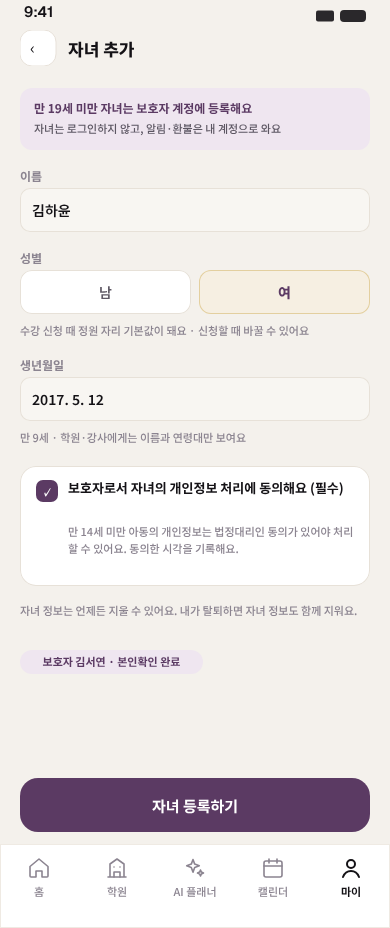 9:41
‹ 자녀 추가
만 19세 미만 자녀는 보호자 계정에 등록해요
자녀는 로그인하지 않고, 알림·환불은 내 계정으로 와요
이름
김하윤
성별
남 여
수강 신청 때 정원 자리 기본값이 돼요 · 신청할 때 바꿀 수 있어요
생년월일
2017. 5. 12
만 9세 · 학원·강사에게는 이름과 연령대만 보여요
✓ 보호자로서 자녀의 개인정보 처리에 동의해요 (필수)
만 14세 미만 아동의 개인정보는 법정대리인 동의가 있어야 처리
할 수 있어요. 동의한 시각을 기록해요.
자녀 정보는 언제든 지울 수 있어요. 내가 탈퇴하면 자녀 정보도 함께 지워요.
보호자 김서연 · 본인확인 완료
자녀 등록하기
홈 학원 AI 플래너 캘린더 마이